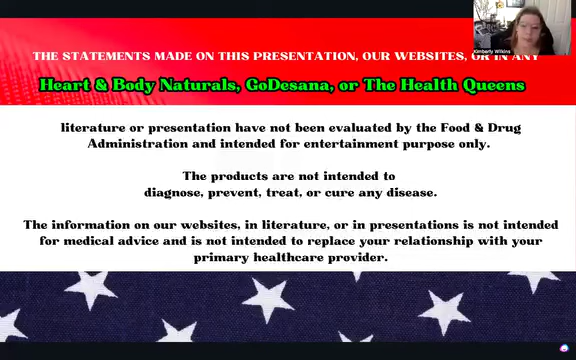 Kimberly Wilkins
THE STATEMENTS MADE ON THIS PRESENTATION, OUR WEBSITES, OR IN ANY
Heart & Body Naturals, GoDesana, or The Health Queens
literature or presentation have not been evaluated by the Food & Drug
Administration and intended for entertainment purpose only.
The products are not intended to
diagnose, prevent, treat, or cure any disease.
The information on our websites, in literature, or in presentations is not intended
for medical advice and is not intended to replace your relationship with your
primary healthcare provider.